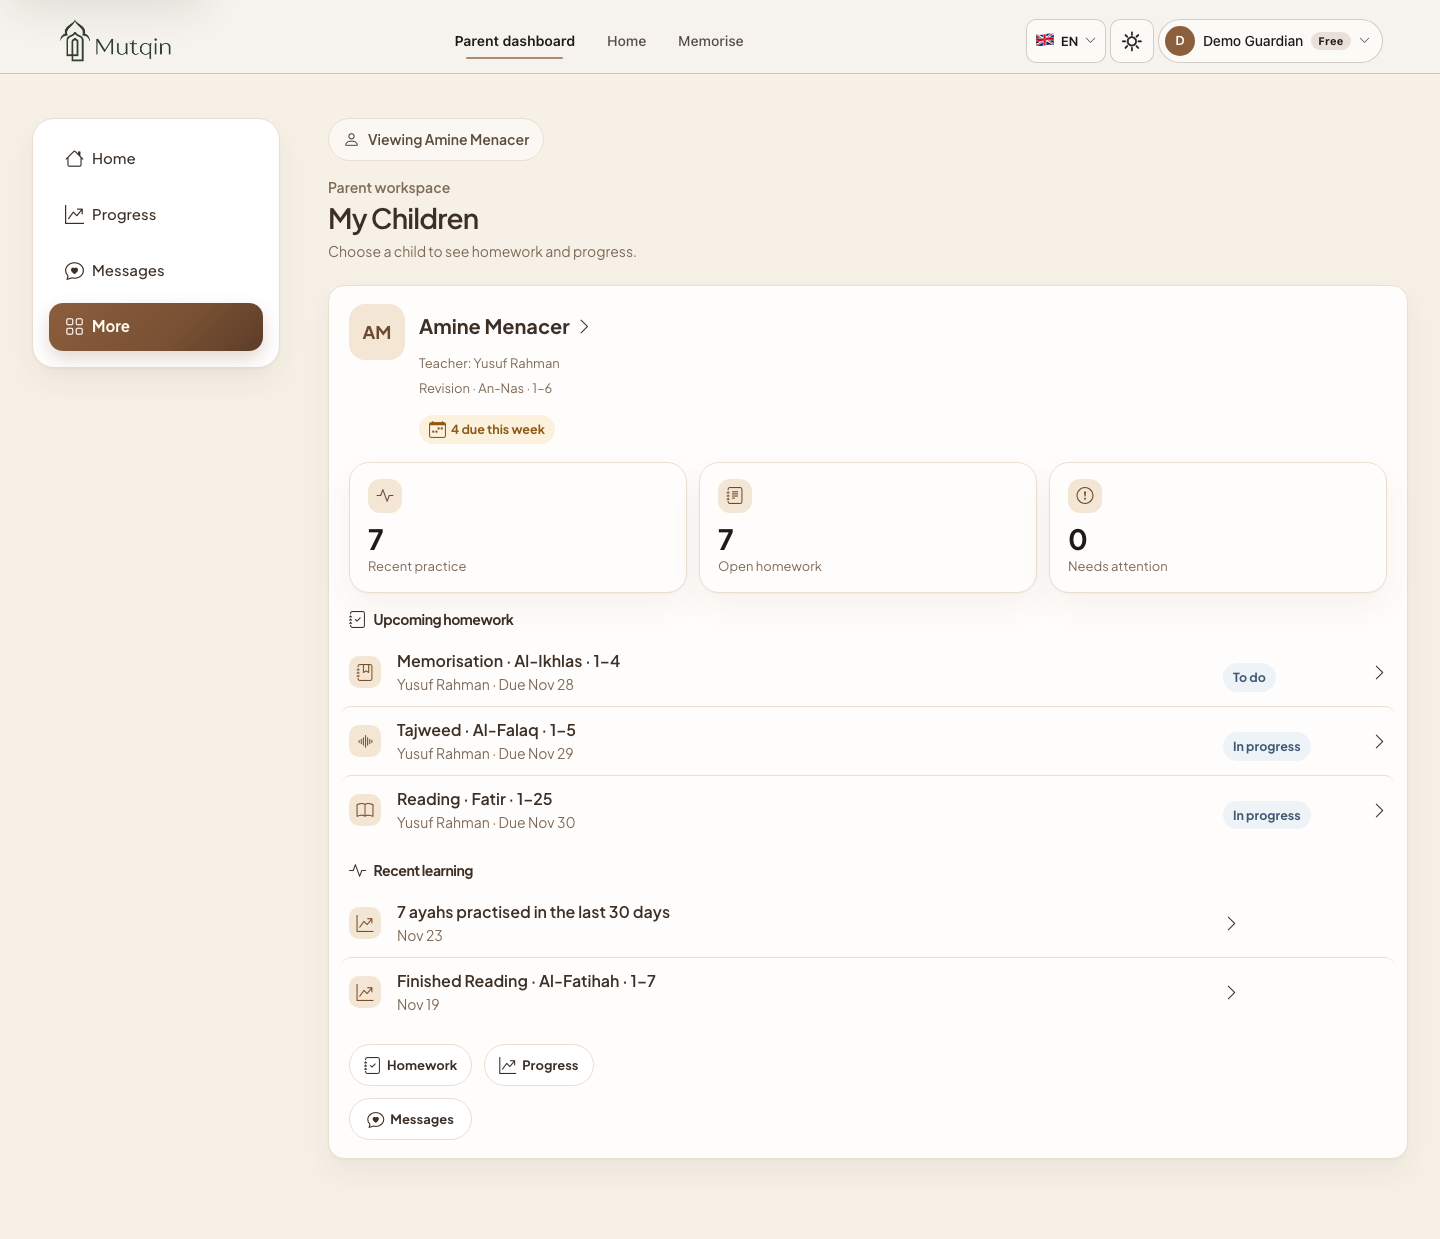 Mutqin
Parent dashboard
Home
Memorise
EN
D
Demo Guardian
Free
Home
Progress
Messages
More
Viewing Amine Menacer
Parent workspace
My Children
Choose a child to see homework and progress.
AM
Amine Menacer
Teacher: Yusuf Rahman
Revision · An-Nas · 1–6
4 due this week
7
Recent practice
7
Open homework
0
Needs attention
Upcoming homework
Memorisation · Al-Ikhlas · 1–4
Yusuf Rahman · Due Nov 28
To do
Tajweed · Al-Falaq · 1–5
Yusuf Rahman · Due Nov 29
In progress
Reading · Fatir · 1–25
Yusuf Rahman · Due Nov 30
In progress
Recent learning
7 ayahs practised in the last 30 days
Nov 23
Finished Reading · Al-Fatihah · 1–7
Nov 19
Homework
Progress
Messages